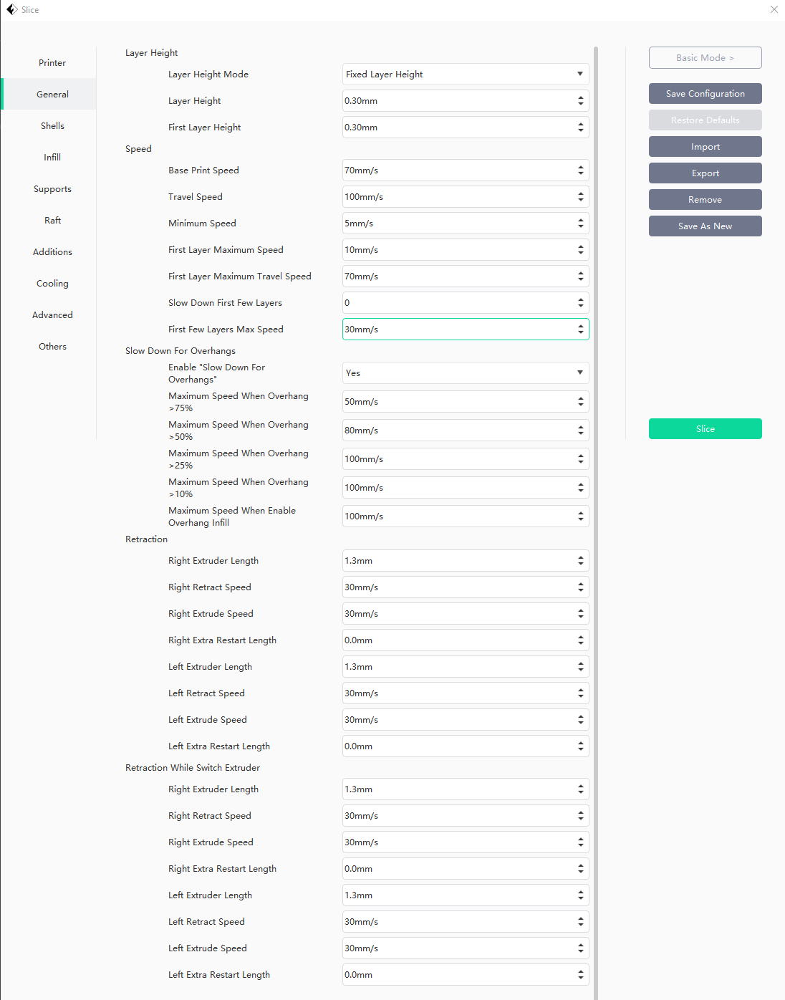 Slice
Printer
General
Shells
Infill
Supports
Raft
Additions
Cooling
Advanced
Others
Layer Height
Layer Height Mode
Fixed Layer Height
Layer Height
0.30mm
First Layer Height
0.30mm
Speed
Base Print Speed
70mm/s
Travel Speed
100mm/s
Minimum Speed
5mm/s
First Layer Maximum Speed
10mm/s
First Layer Maximum Travel Speed
70mm/s
Slow Down First Few Layers
0
First Few Layers Max Speed
30mm/s
Slow Down For Overhangs
Enable "Slow Down For
Overhangs"
Yes
Maximum Speed When Overhang
>75%
50mm/s
Maximum Speed When Overhang
>50%
80mm/s
Maximum Speed When Overhang
>25%
100mm/s
Maximum Speed When Overhang
>10%
100mm/s
Maximum Speed When Enable
Overhang Infill
100mm/s
Retraction
Right Extruder Length
1.3mm
Right Retract Speed
30mm/s
Right Extrude Speed
30mm/s
Right Extra Restart Length
0.0mm
Left Extruder Length
1.3mm
Left Retract Speed
30mm/s
Left Extrude Speed
30mm/s
Left Extra Restart Length
0.0mm
Retraction While Switch Extruder
Right Extruder Length
1.3mm
Right Retract Speed
30mm/s
Right Extrude Speed
30mm/s
Right Extra Restart Length
0.0mm
Left Extruder Length
1.3mm
Left Retract Speed
30mm/s
Left Extrude Speed
30mm/s
Left Extra Restart Length
0.0mm
Basic Mode >
Save Configuration
Restore Defaults
Import
Export
Remove
Save As New
Slice